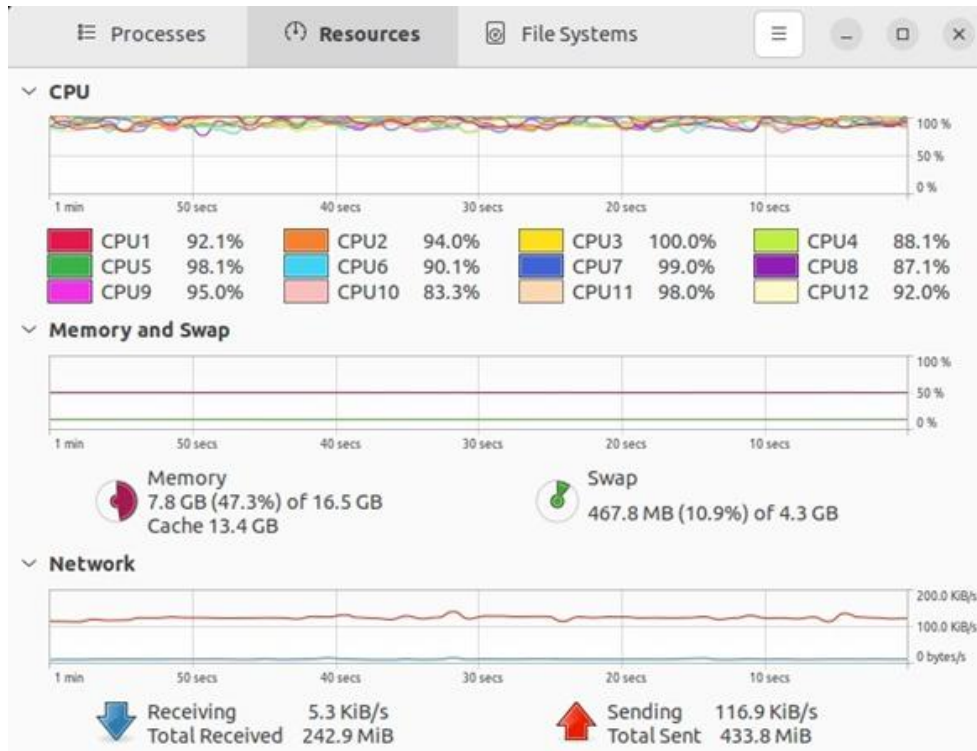 Processes Resources File Systems
CPU
100 %
50 %
0 %
1 min 50 secs 40 secs 30 secs 20 secs 10 secs
CPU1 92.1% CPU2 94.0% CPU3 100.0% CPU4 88.1%
CPU5 98.1% CPU6 90.1% CPU7 99.0% CPU8 87.1%
CPU9 95.0% CPU10 83.3% CPU11 98.0% CPU12 92.0%
Memory and Swap
100 %
50 %
0 %
1 min 50 secs 40 secs 30 secs 20 secs 10 secs
Memory
7.8 GB (47.3%) of 16.5 GB
Cache 13.4 GB
Swap
467.8 MB (10.9%) of 4.3 GB
Network
200.0 KiB/s
100.0 KiB/s
0 bytes/s
1 min 50 secs 40 secs 30 secs 20 secs 10 secs
Receiving 5.3 KiB/s
Total Received 242.9 MiB
Sending 116.9 KiB/s
Total Sent 433.8 MiB